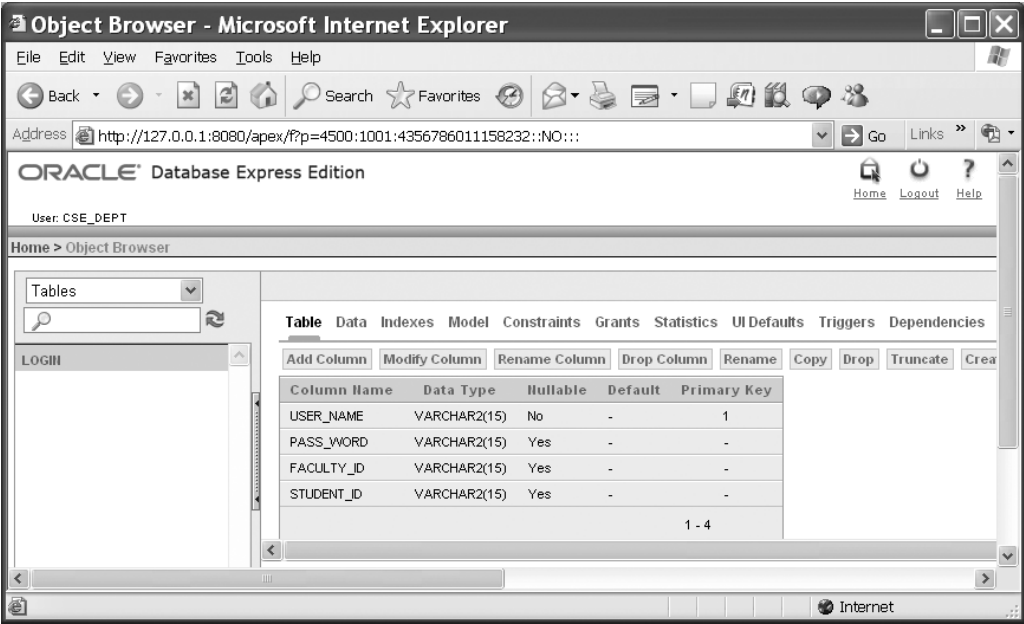 Object Browser - Microsoft Internet Explorer
File Edit View Favorites Tools Help
Back Search Favorites
Address http://127.0.0.1:8080/apex/f?p=4500:1001:4356786011158232::NO::: Go Links »
ORACLE Database Express Edition
Home Logout Help
User: CSE_DEPT
Home > Object Browser
Tables
Table Data Indexes Model Constraints Grants Statistics UI Defaults Triggers Dependencies
LOGIN
Add Column Modify Column Rename Column Drop Column Rename Copy Drop Truncate Crea
Column Name Data Type Nullable Default Primary Key
USER_NAME VARCHAR2(15) No - 1
PASS_WORD VARCHAR2(15) Yes - -
FACULTY_ID VARCHAR2(15) Yes - -
STUDENT_ID VARCHAR2(15) Yes - -
1 - 4
Internet